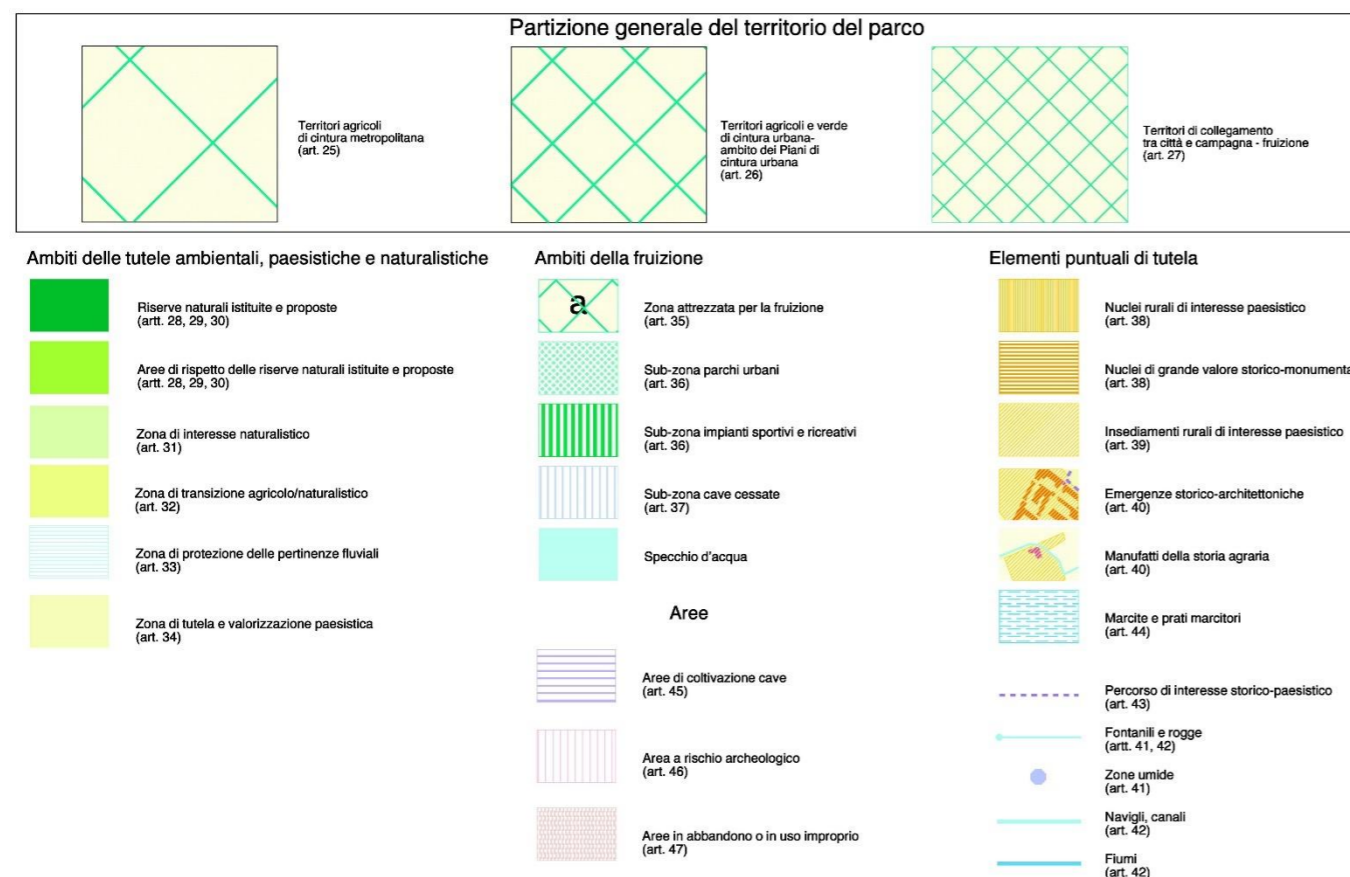 Partizione generale del territorio del parco
Territori agricoli
di cintura metropolitana
(art. 25)
Territori agricoli e verde
di cintura urbana-
ambito dei Piani di
cintura urbana
(art. 26)
Territori di collegamento
tra città e campagna - fruizione
(art. 27)
Ambiti delle tutele ambientali, paesistiche e naturalistiche
Riserve naturali istituite e proposte
(artt. 28, 29, 30)
Aree di rispetto delle riserve naturali istituite e proposte
(artt. 28, 29, 30)
Zona di interesse naturalistico
(art. 31)
Zona di transizione agricolo/naturalistico
(art. 32)
Zona di protezione delle pertinenze fluviali
(art. 33)
Zona di tutela e valorizzazione paesistica
(art. 34)
Ambiti della fruizione
a
Zona attrezzata per la fruizione
(art. 35)
Sub-zona parchi urbani
(art. 36)
Sub-zona impianti sportivi e ricreativi
(art. 36)
Sub-zona cave cessate
(art. 37)
Specchio d'acqua
Aree
Aree di coltivazione cave
(art. 45)
Area a rischio archeologico
(art. 46)
Aree in abbandono o in uso improprio
(art. 47)
Elementi puntuali di tutela
Nuclei rurali di interesse paesistico
(art. 38)
Nuclei di grande valore storico-monumenta
(art. 38)
Insediamenti rurali di interesse paesistico
(art. 39)
Emergenze storico-architettoniche
(art. 40)
Manufatti della storia agraria
(art. 40)
Marcite e prati marcitori
(art. 44)
Percorso di interesse storico-paesistico
(art. 43)
Fontanili e rogge
(artt. 41, 42)
Zone umide
(art. 41)
Navigli, canali
(art. 42)
Fiumi
(art. 42)